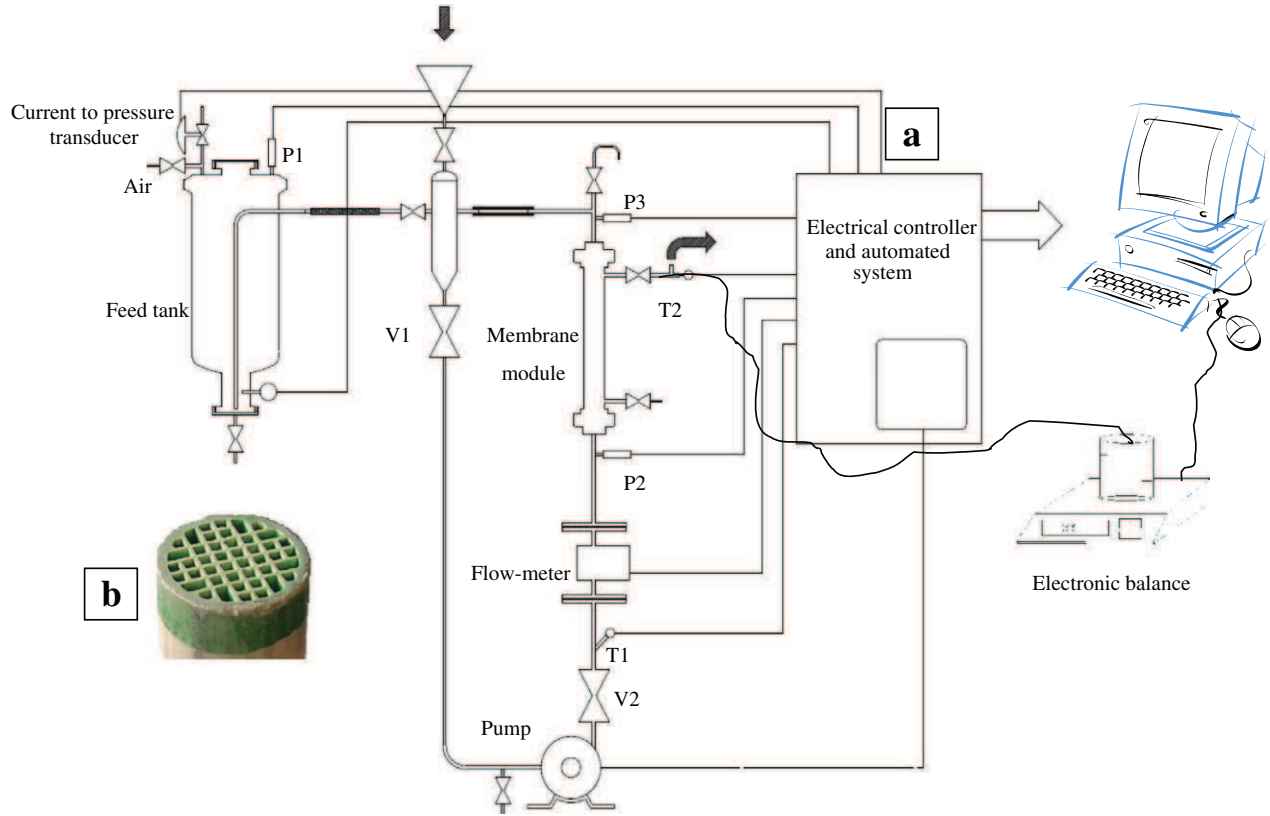 a
Current to pressure
transducer
P1
Air
P3
Electrical controller
and automated
system
Feed tank
T2
V1
Membrane
module
P2
Flow-meter
Electronic balance
b
T1
V2
Pump